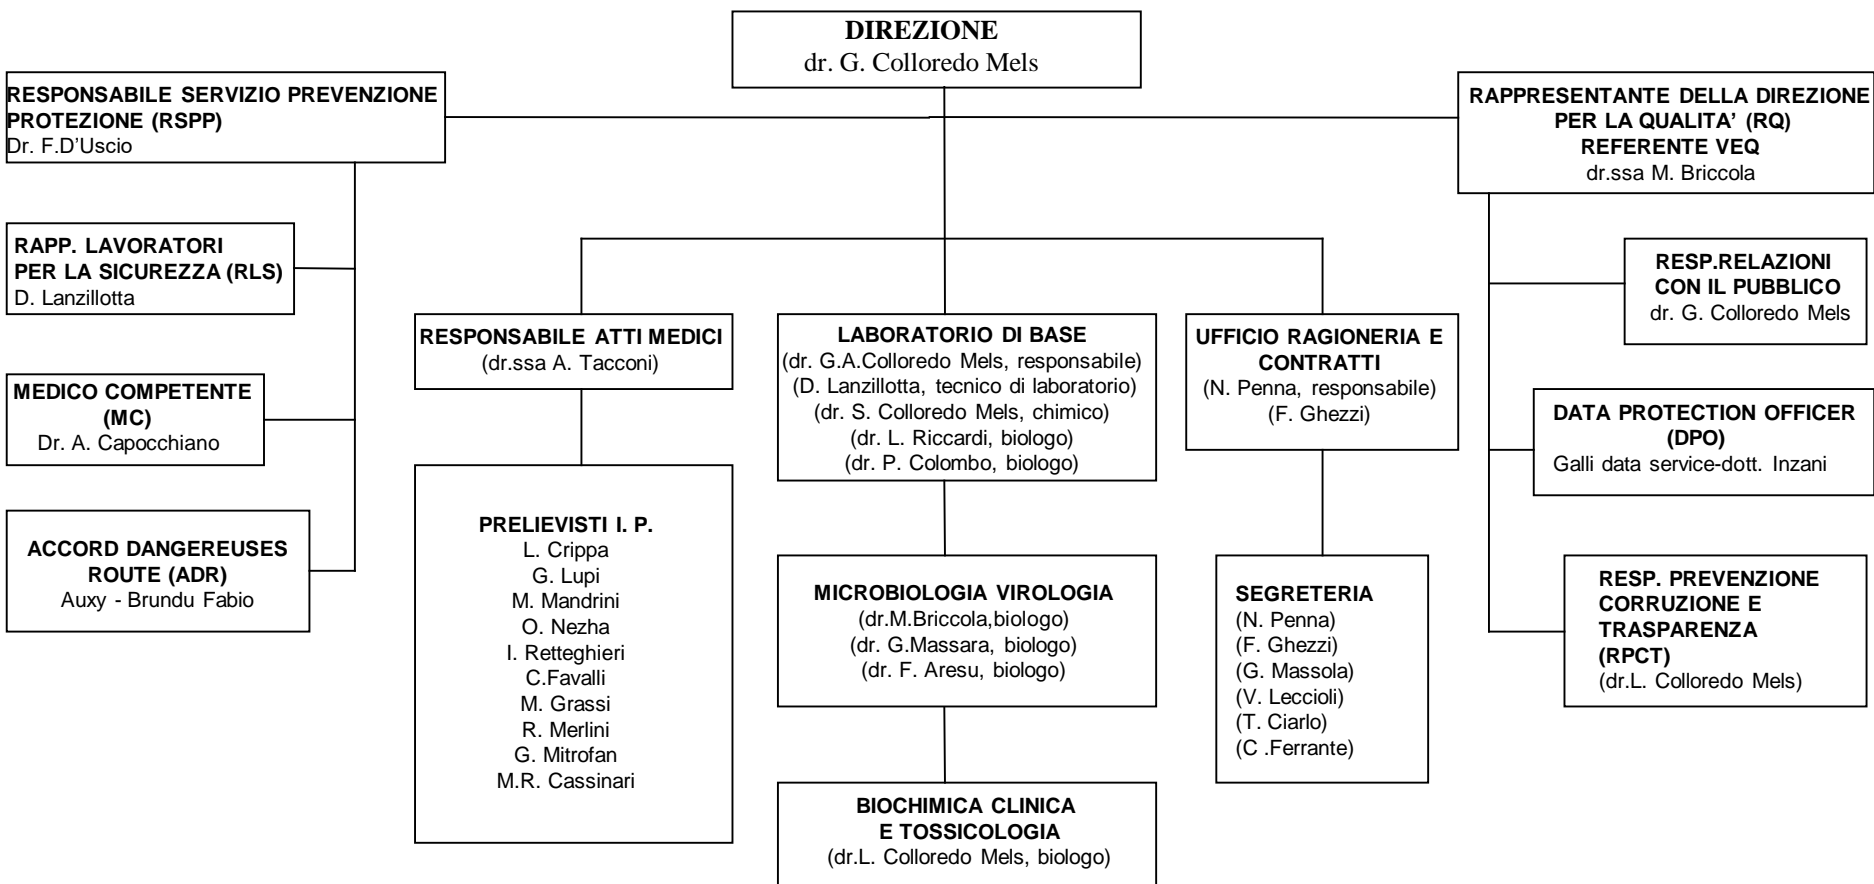 DIREZIONE
dr. G. Colloredo Mels
RESPONSABILE SERVIZIO PREVENZIONE
PROTEZIONE (RSPP)
Dr. F.D'Uscio
RAPPRESENTANTE DELLA DIREZIONE
PER LA QUALITA' (RQ)
REFERENTE VEQ
dr.ssa M. Briccola
RAPP. LAVORATORI
PER LA SICUREZZA (RLS)
D. Lanzillotta
MEDICO COMPETENTE
(MC)
Dr. A. Capocchiano
ACCORD DANGEREUSES
ROUTE (ADR)
Auxy - Brundu Fabio
RESPONSABILE ATTI MEDICI
(dr.ssa A. Tacconi)
PRELIEVISTI I. P.
L. Crippa
G. Lupi
M. Mandrini
O. Nezha
I. Retteghieri
C.Favalli
M. Grassi
R. Merlini
G. Mitrofan
M.R. Cassinari
LABORATORIO DI BASE
(dr. G.A.Colloredo Mels, responsabile)
(D. Lanzillotta, tecnico di laboratorio)
(dr. S. Colloredo Mels, chimico)
(dr. L. Riccardi, biologo)
(dr. P. Colombo, biologo)
MICROBIOLOGIA VIROLOGIA
(dr.M.Briccola,biologo)
(dr. G.Massara, biologo)
(dr. F. Aresu, biologo)
BIOCHIMICA CLINICA
E TOSSICOLOGIA
(dr.L. Colloredo Mels, biologo)
UFFICIO RAGIONERIA E
CONTRATTI
(N. Penna, responsabile)
(F. Ghezzi)
SEGRETERIA
(N. Penna)
(F. Ghezzi)
(G. Massola)
(V. Leccioli)
(T. Ciarlo)
(C .Ferrante)
RESP.RELAZIONI
CON IL PUBBLICO
dr. G. Colloredo Mels
DATA PROTECTION OFFICER
(DPO)
Galli data service-dott. Inzani
RESP. PREVENZIONE
CORRUZIONE E
TRASPARENZA
(RPCT)
(dr.L. Colloredo Mels)